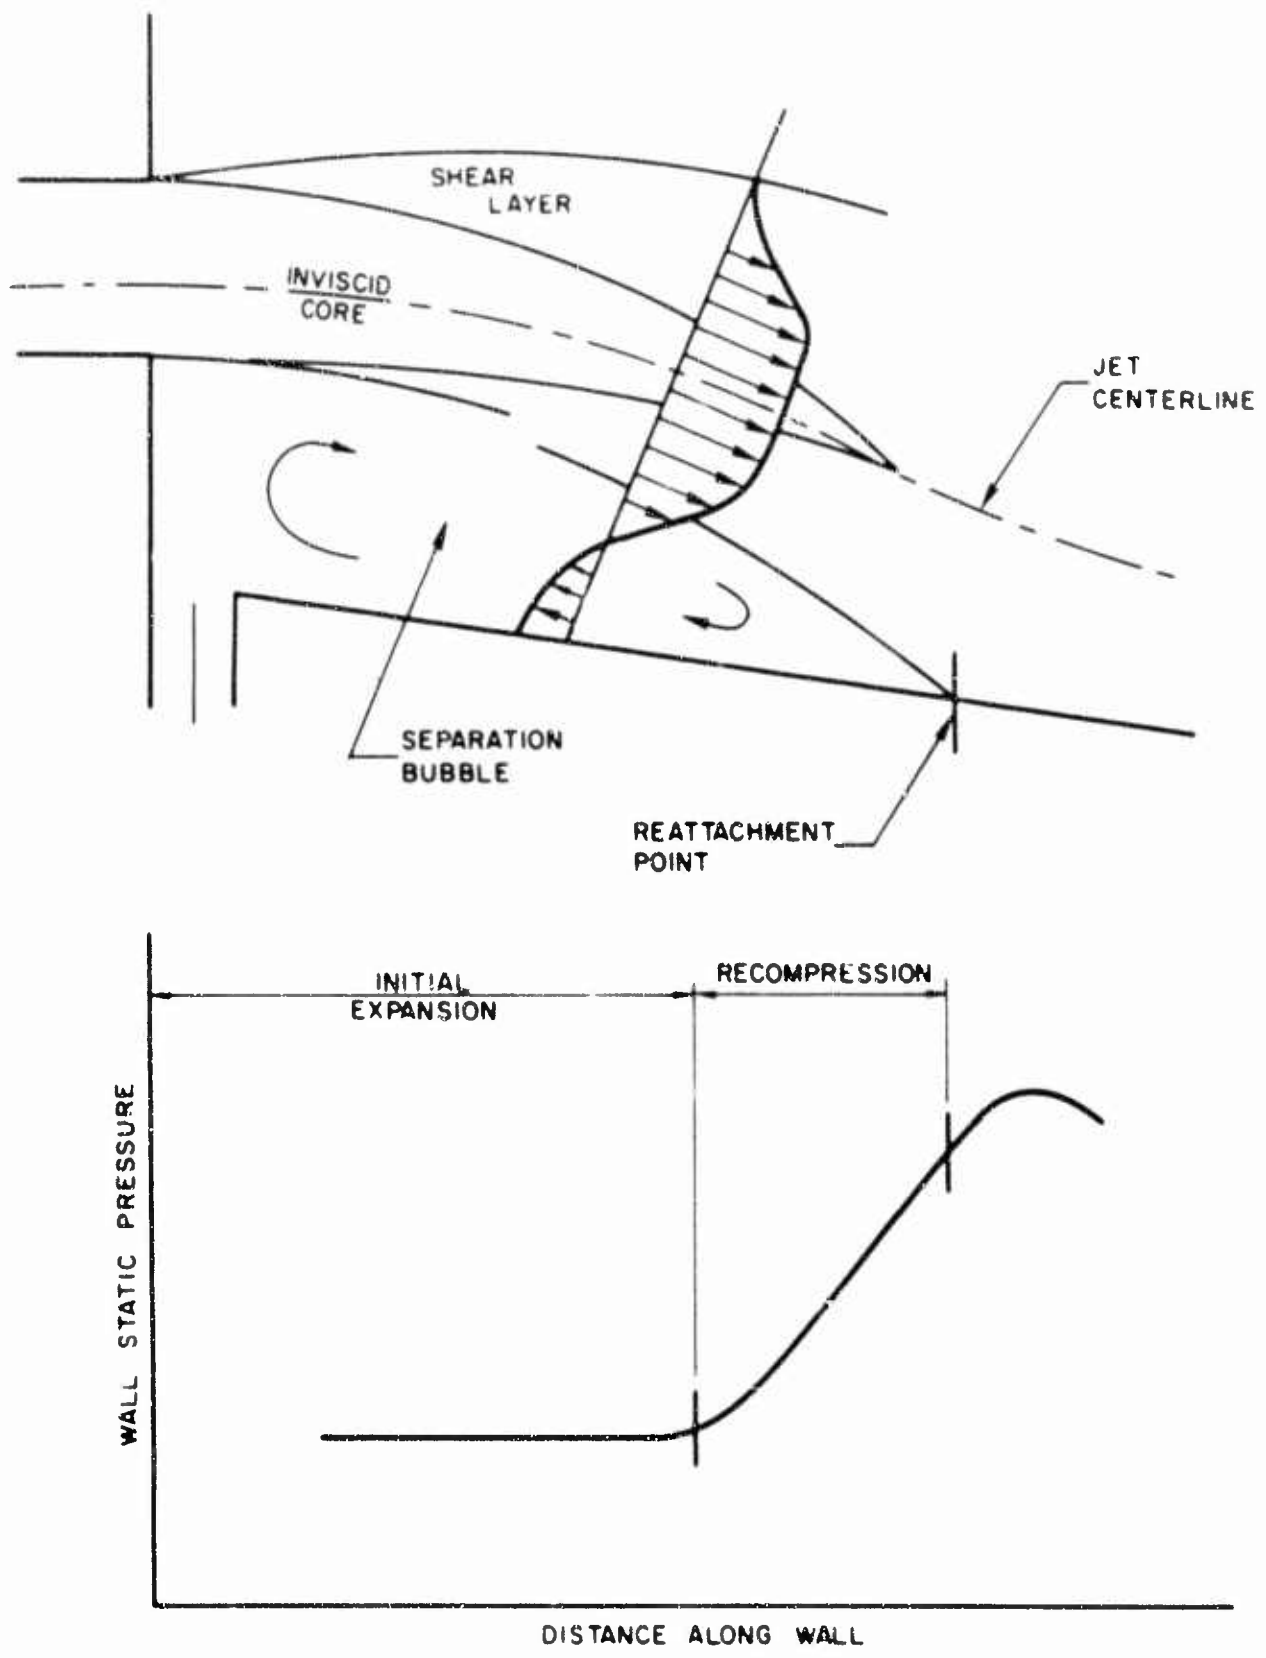 SHEAR
LAYER
INVISCID
CORE
JET
CENTERLINE
SEPARATION
BUBBLE
REATTACHMENT
POINT
INITIAL
EXPANSION
RECOMPRESSION
WALL STATIC PRESSURE
DISTANCE ALONG WALL